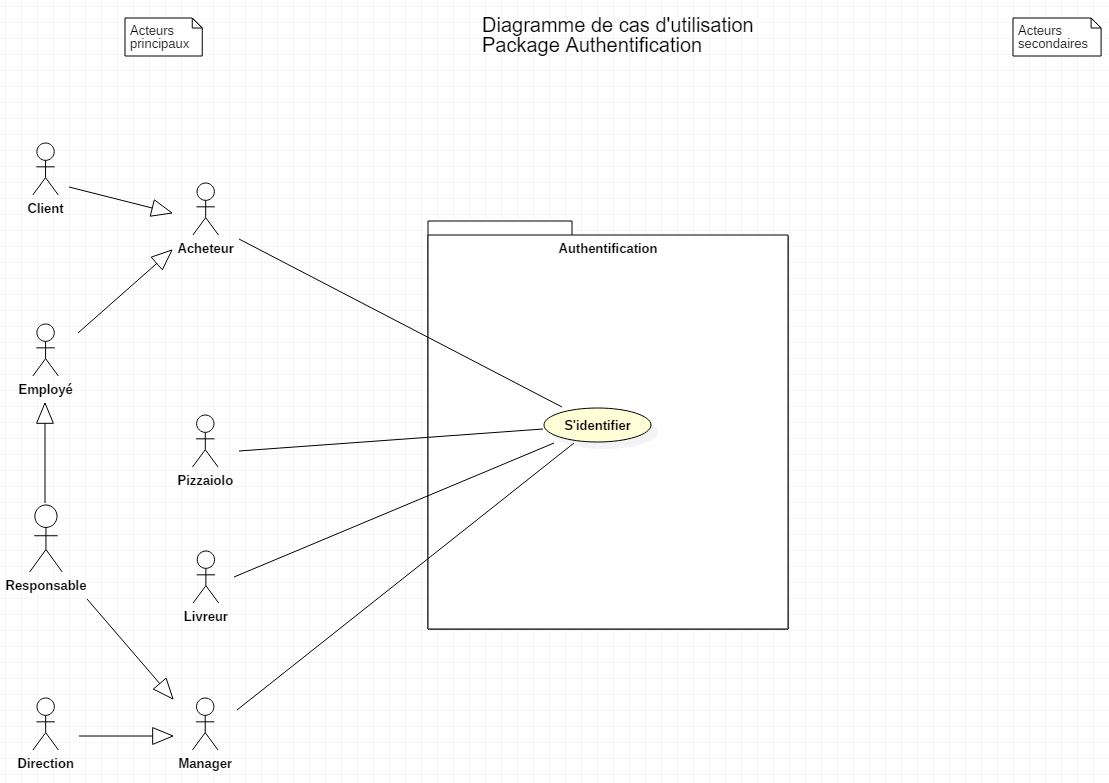 Acteurs
principaux
Diagramme de cas d'utilisation
Package Authentification
Acteurs
secondaires
Client
Acheteur
Authentification
Employé
S'identifier
Pizzaiolo
Responsable
Livreur
Direction
Manager